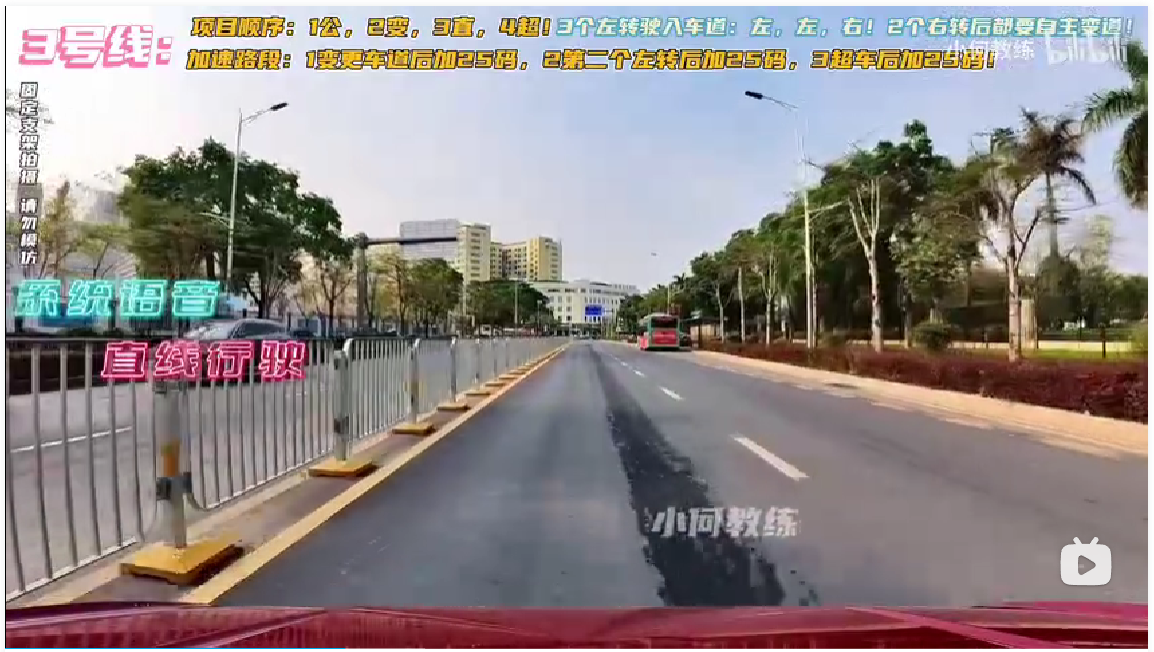 3号线：
项目顺序：1公，2变，3直，4超！3个左转驶入车道：左，左，右！2个右转后都要自主变道！
加速路段：1变更车道后加25码，2第二个左转后加25码，3超车后加25码！
小何教练 bilibili
固定支架拍摄 请勿模仿
系统语音
直线行驶
小何教练